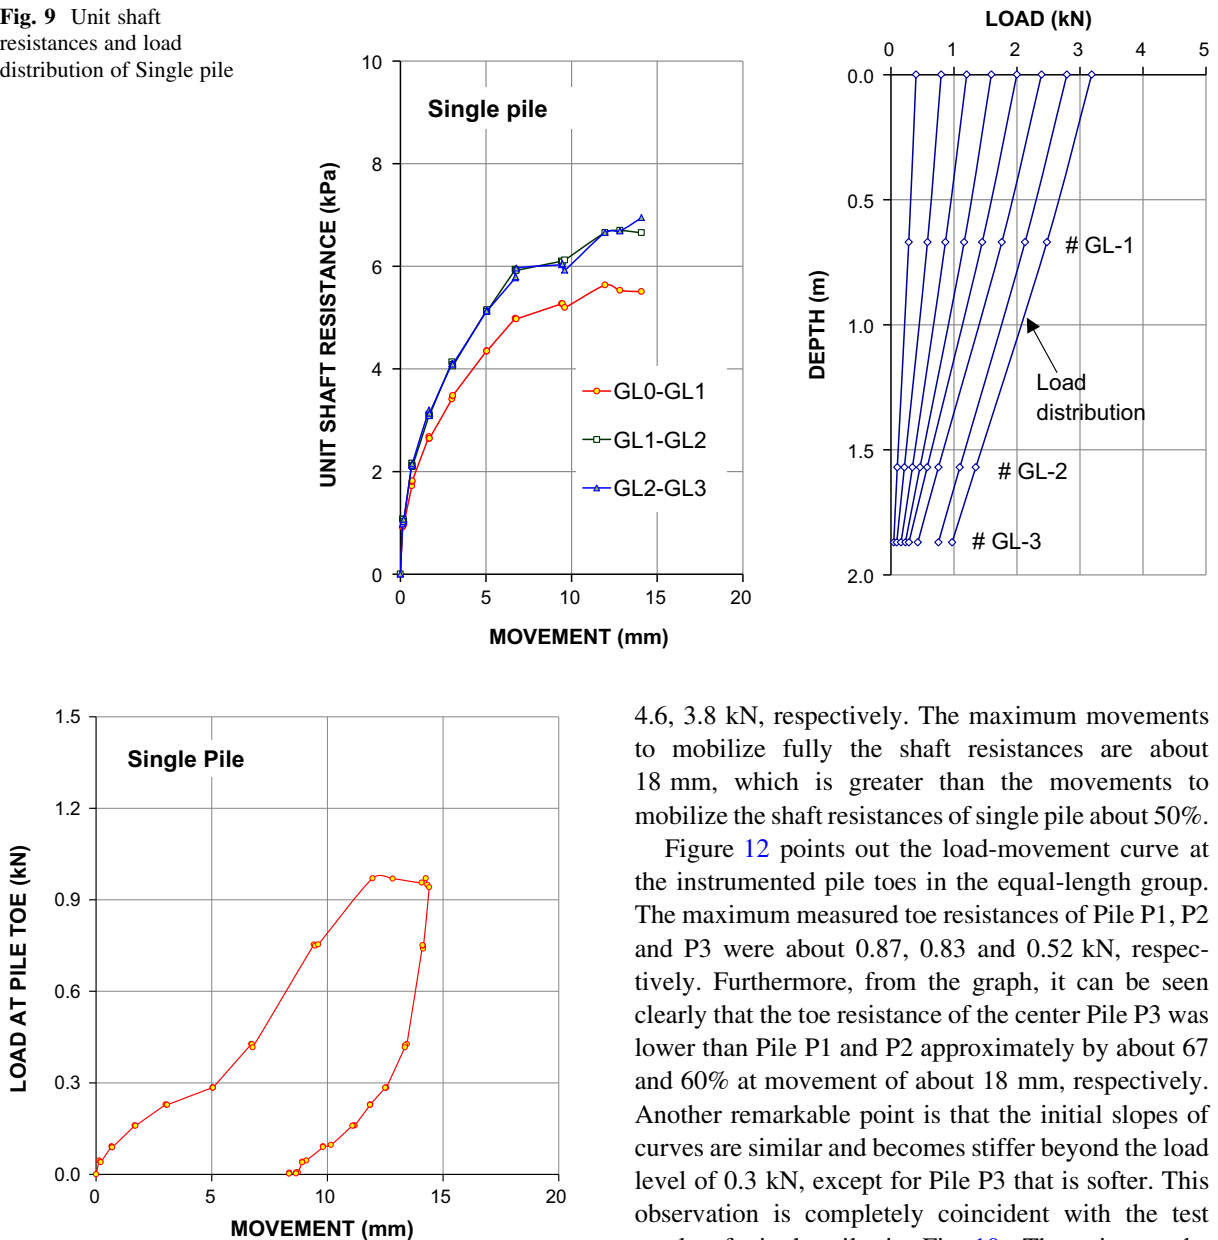 Fig. 9 Unit shaft
resistances and load
distribution of Single pile
10
8
6
4
2
0
0
5
10
15
20
UNIT SHAFT RESISTANCE (kPa)
MOVEMENT (mm)
Single pile
GL0-GL1
GL1-GL2
GL2-GL3
LOAD (kN)
0
1
2
3
4
5
0.0
0.5
1.0
1.5
2.0
DEPTH (m)
# GL-1
Load
distribution
# GL-2
# GL-3
1.5
1.2
0.9
0.6
0.3
0.0
0
5
10
15
20
LOAD AT PILE TOE (kN)
MOVEMENT (mm)
Single Pile
4.6, 3.8 kN, respectively. The maximum movements
to mobilize fully the shaft resistances are about
18 mm, which is greater than the movements to
mobilize the shaft resistances of single pile about 50%.
Figure 12 points out the load-movement curve at
the instrumented pile toes in the equal-length group.
The maximum measured toe resistances of Pile P1, P2
and P3 were about 0.87, 0.83 and 0.52 kN, respec-
tively. Furthermore, from the graph, it can be seen
clearly that the toe resistance of the center Pile P3 was
lower than Pile P1 and P2 approximately by about 67
and 60% at movement of about 18 mm, respectively.
Another remarkable point is that the initial slopes of
curves are similar and becomes stiffer beyond the load
level of 0.3 kN, except for Pile P3 that is softer. This
observation is completely coincident with the test